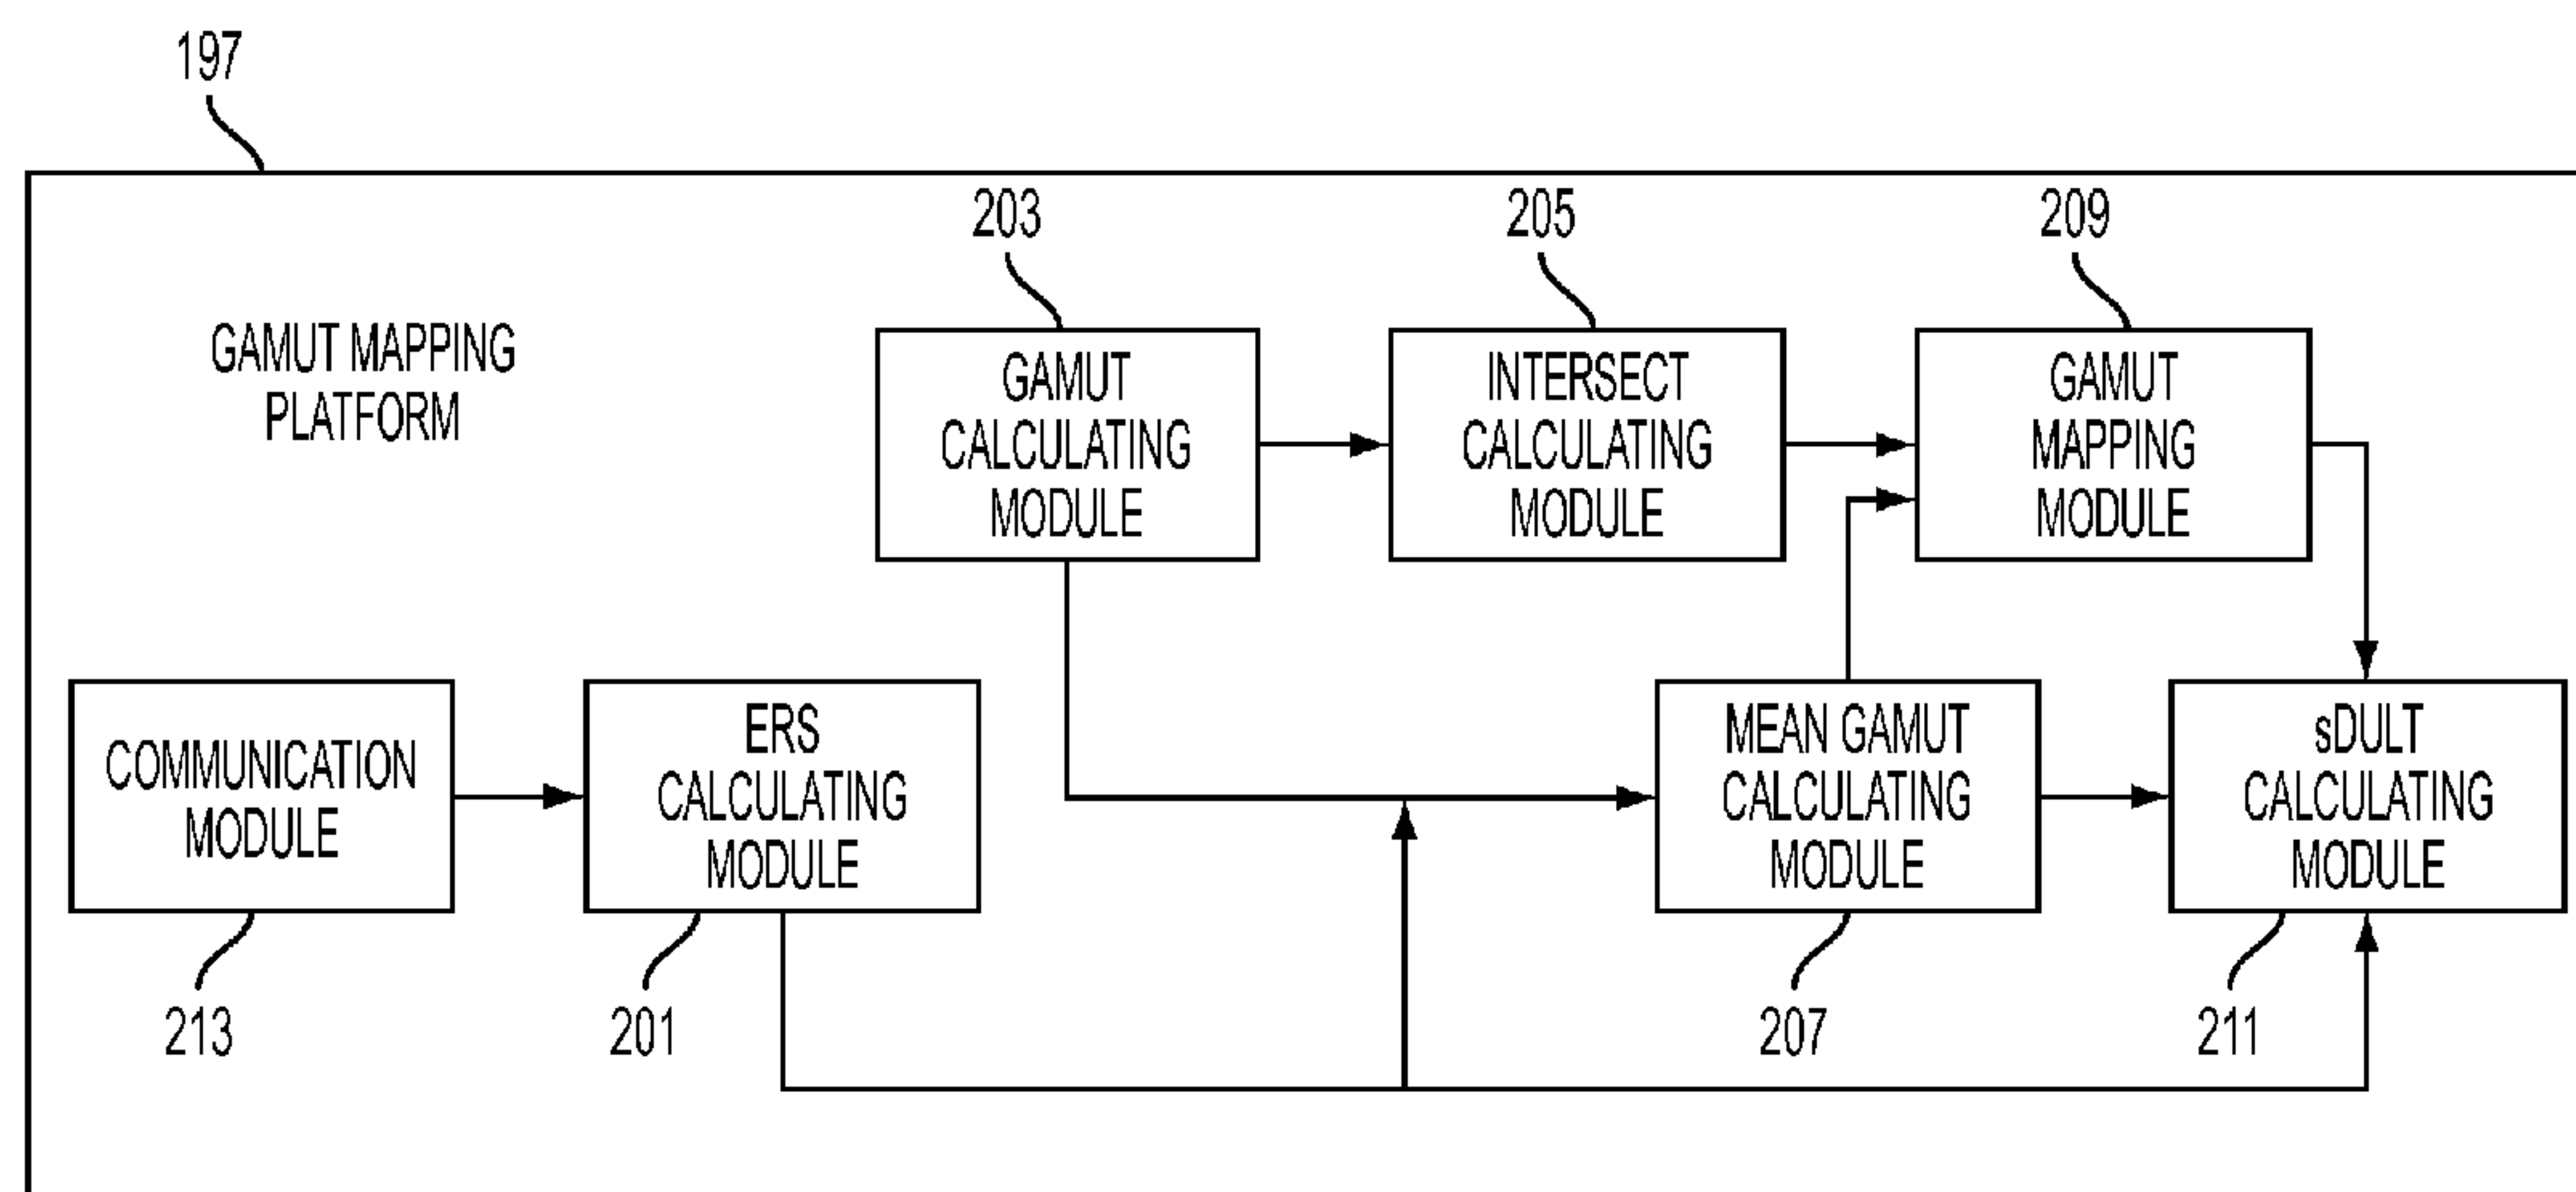 197
203
205
209
GAMUT MAPPING
PLATFORM
GAMUT
CALCULATING
MODULE
INTERSECT
CALCULATING
MODULE
GAMUT
MAPPING
MODULE
COMMUNICATION
MODULE
ERS
CALCULATING
MODULE
MEAN GAMUT
CALCULATING
MODULE
sDULT
CALCULATING
MODULE
213
201
207
211